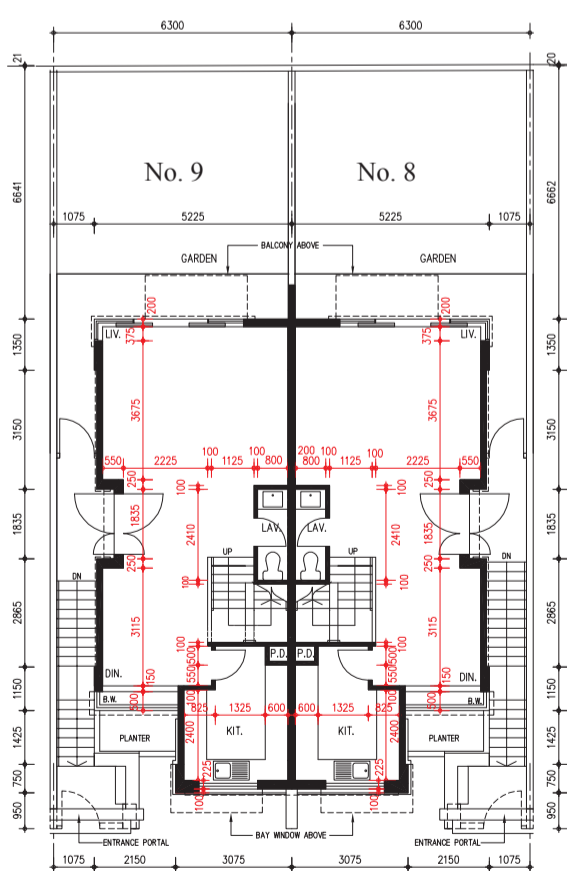 6300 6300
21 20
No. 9 No. 8
6641 6662
1075 5225 5225 1075
BALCONY ABOVE
GARDEN GARDEN
200 200
LIV. 375 375 LIV.
1350 1350
3675 3675
3150 3150
100 100 200 100 100
550 2225 1125 800 800 1125 2225 550
250 100 100 250
1835 1835 1835 1835
LAV. LAV.
2410 2410
250 UP UP 250
DN 100 100 DN
2865 3115 3115 2865
100 100
500 P.D. P.D. 500
550 550
DIN. 150 150 DIN.
1150 B.W. 500 100 100 500 B.W. 1150
825 1325 600 600 1325 825
PLANTER 2400 KIT. KIT. 2400 PLANTER
1425 1425
225 225
750 100 100 750
950 950
ENTRANCE PORTAL BAY WINDOW ABOVE ENTRANCE PORTAL
1075 2150 3075 3075 2150 1075